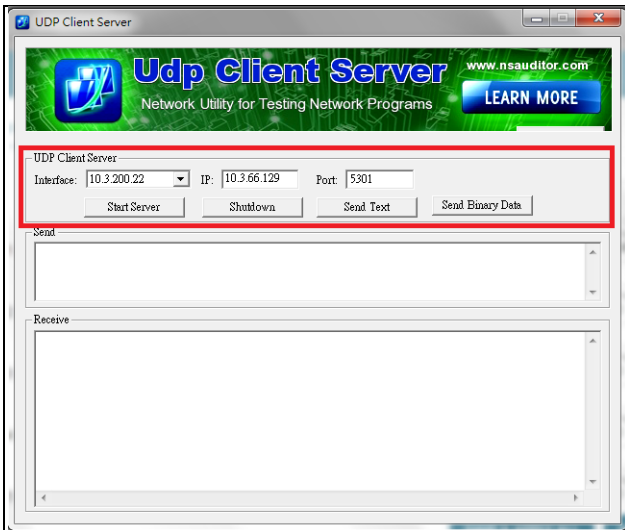 UDP Client Server
Udp Client Server
www.nsauditor.com
Network Utility for Testing Network Programs
LEARN MORE
UDP Client Server
Interface: 10.3.200.22 IP: 10.3.66.129 Port: 5301
Start Server Shutdown Send Text Send Binary Data
Send
Receive